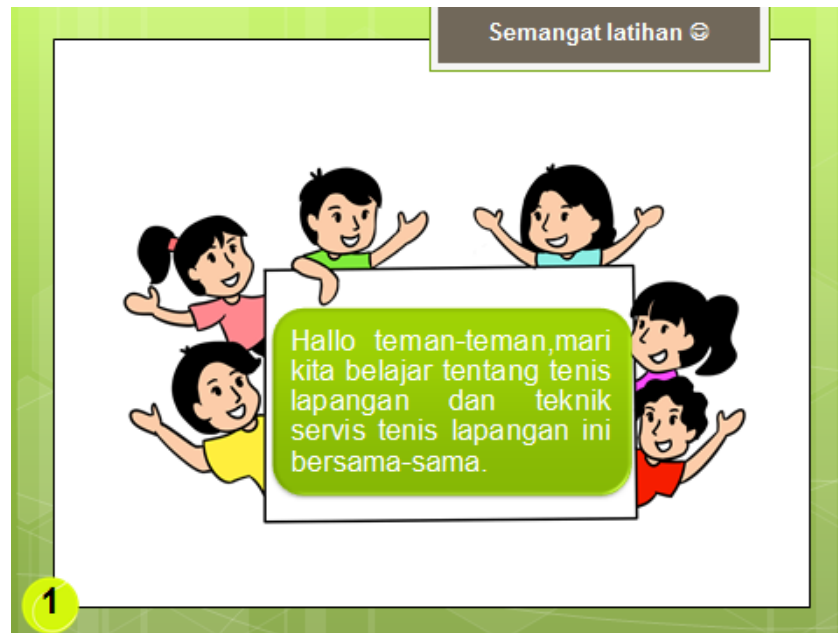 Semangat latihan 😊
Hallo teman-teman,mari
kita belajar tentang tenis
lapangan dan teknik
servis tenis lapangan ini
bersama-sama.
1